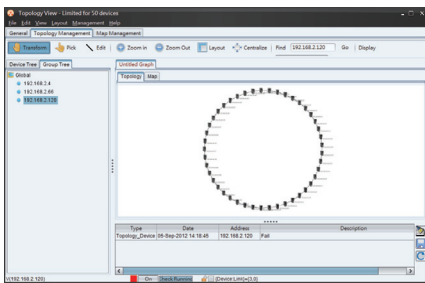 Topology View - Limited for 50 devices
File Edit View Layout Management Help
General Topology Management Map Management
Transform Pick Edit Zoom in Zoom Out Layout Centralize Find 192.168.2.120 Go Display
Device Tree Group Tree Untitled Graph
Global
Topology Map
192.168.2.4
192.168.2.66
192.168.2.120
Type Date Address Description
Topology_Device 06-Sep-2012 14:18:46 192.168.2.120 Fail
V(192.168.2.120) On Check Running (Device:Link)=(3,0)